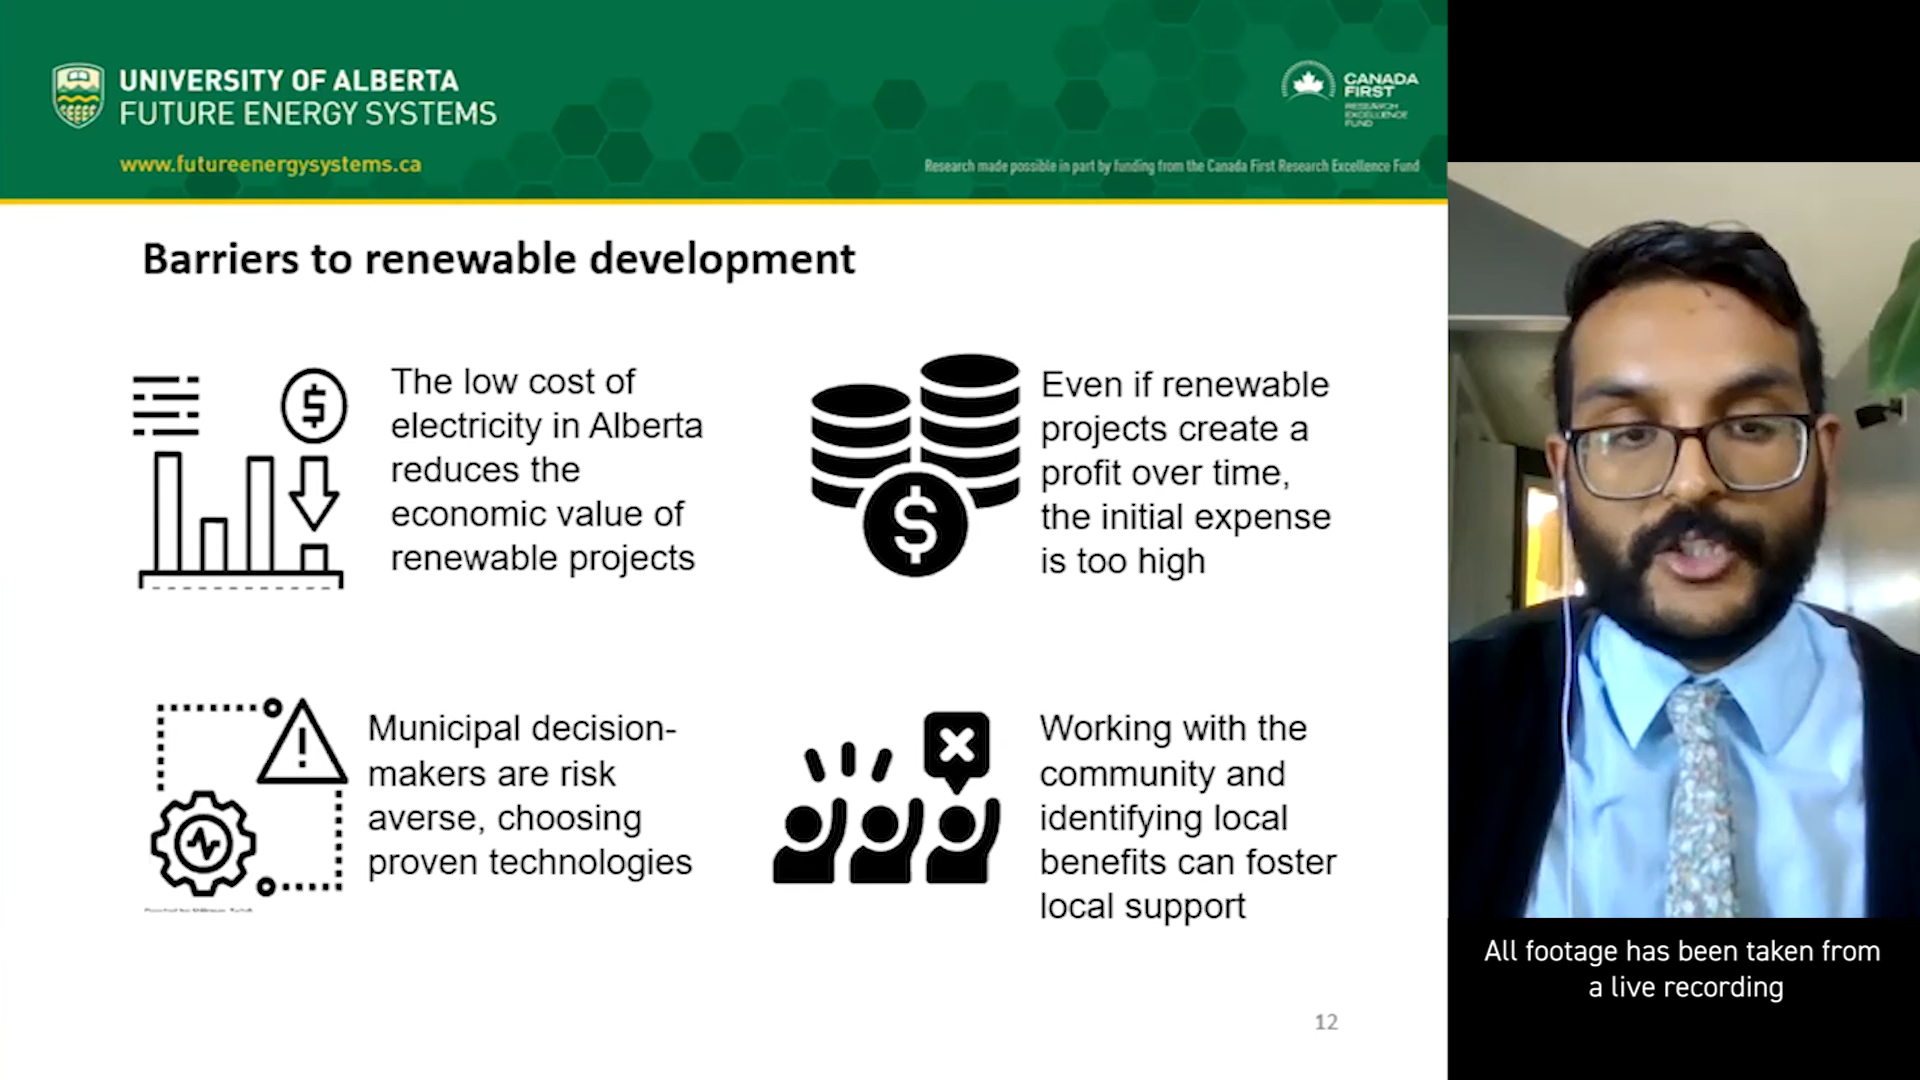 UNIVERSITY OF ALBERTA
FUTURE ENERGY SYSTEMS
www.futureenergysystems.ca
CANADA
FIRST
RESEARCH
EXCELLENCE
FUND
Research made possible in part by funding from the Canada First Research Excellence Fund
Barriers to renewable development
The low cost of
electricity in Alberta
reduces the
economic value of
renewable projects
Even if renewable
projects create a
profit over time,
the initial expense
is too high
Municipal decision-
makers are risk
averse, choosing
proven technologies
Working with the
community and
identifying local
benefits can foster
local support
12
All footage has been taken from
a live recording